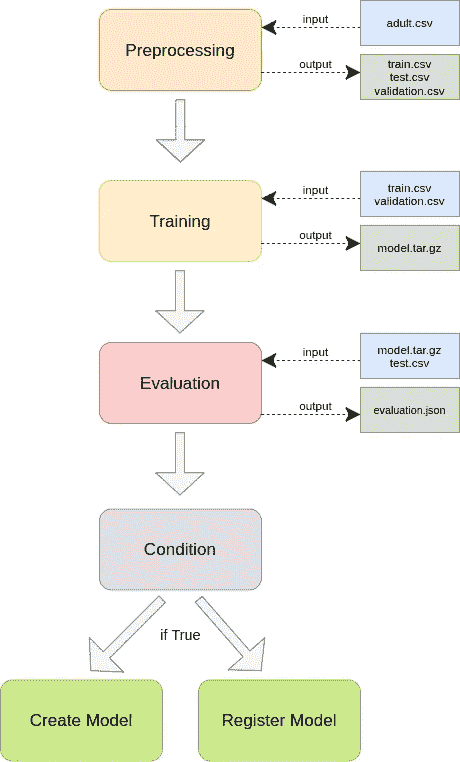 Preprocessing
input
adult.csv
output
train.csv
test.csv
validation.csv
Training
input
train.csv
validation.csv
output
model.tar.gz
Evaluation
input
model.tar.gz
test.csv
output
evaluation.json
Condition
if True
Create Model
Register Model